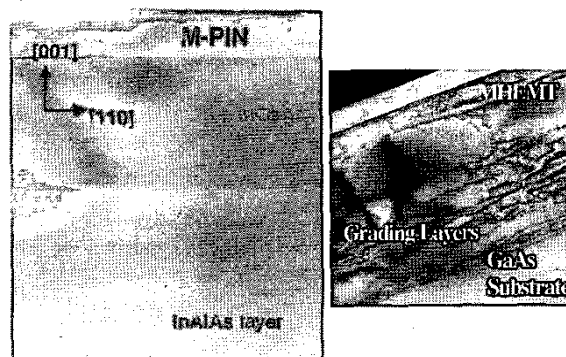 M-PIN
[001]
[110]
InAlAs layer
MHEMT
Grading Layers
GaAs
Substrate